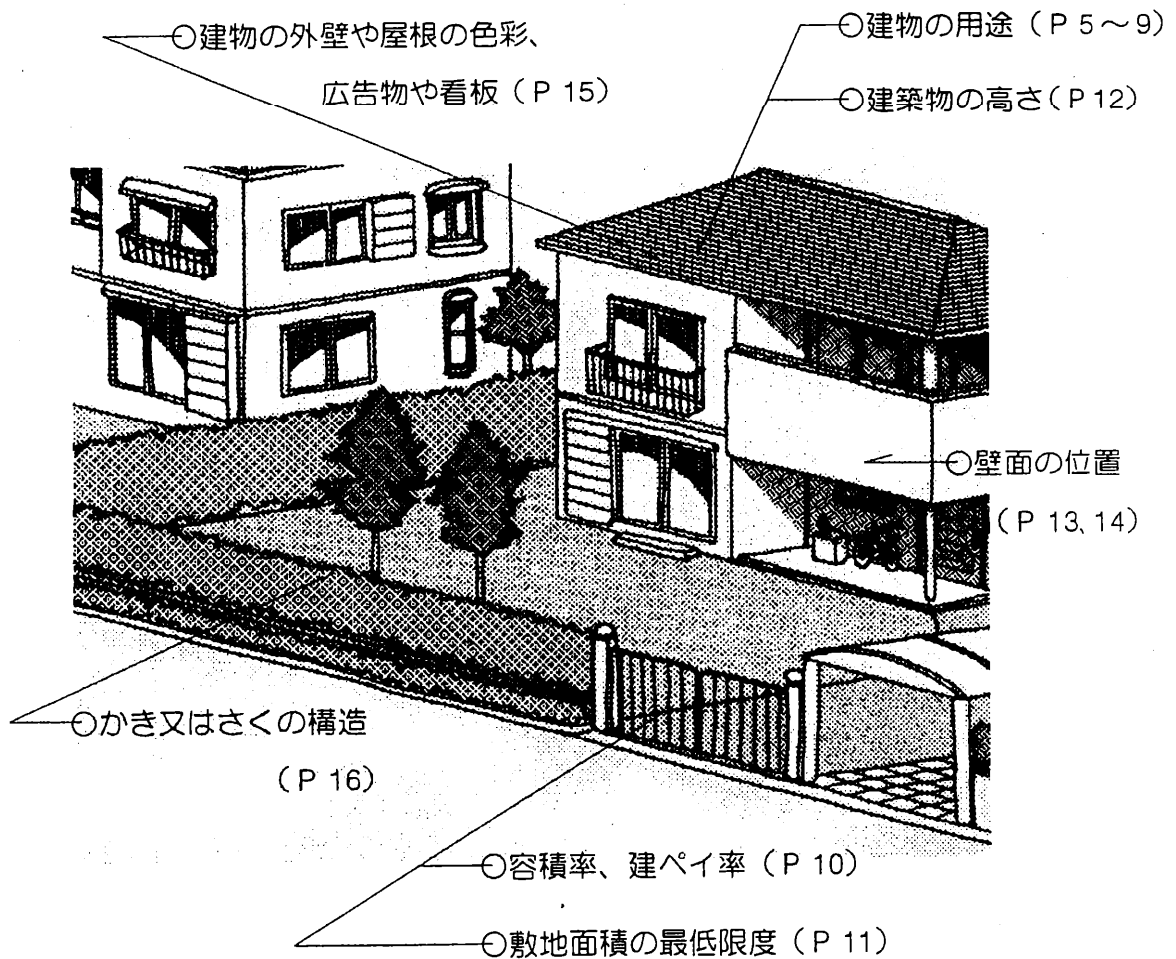 ○建物の外壁や屋根の色彩、
広告物や看板（P 15）
○建物の用途（P 5～9）
○建築物の高さ（P 12）
○壁面の位置
（P 13、14）
○かき又はさくの構造
（P 16）
○容積率、建ペイ率（P 10）
○敷地面積の最低限度（P 11）